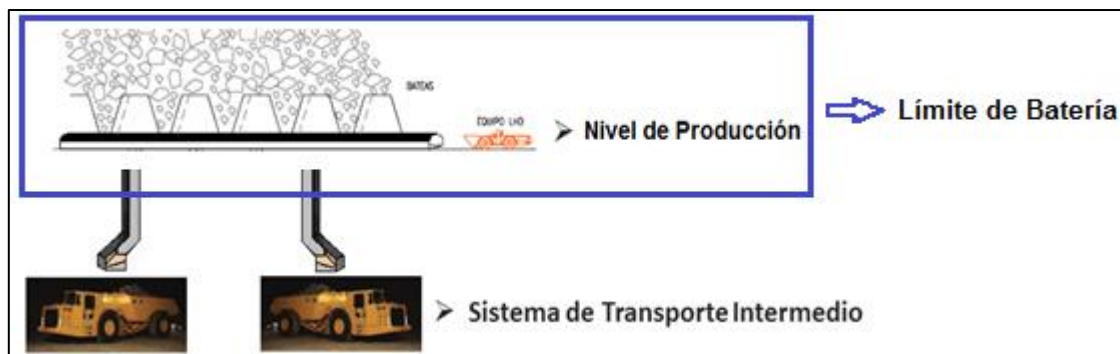 BATEAS
EQUIPO LHD
➢ Nivel de Producción
Límite de Batería
➢ Sistema de Transporte Intermedio